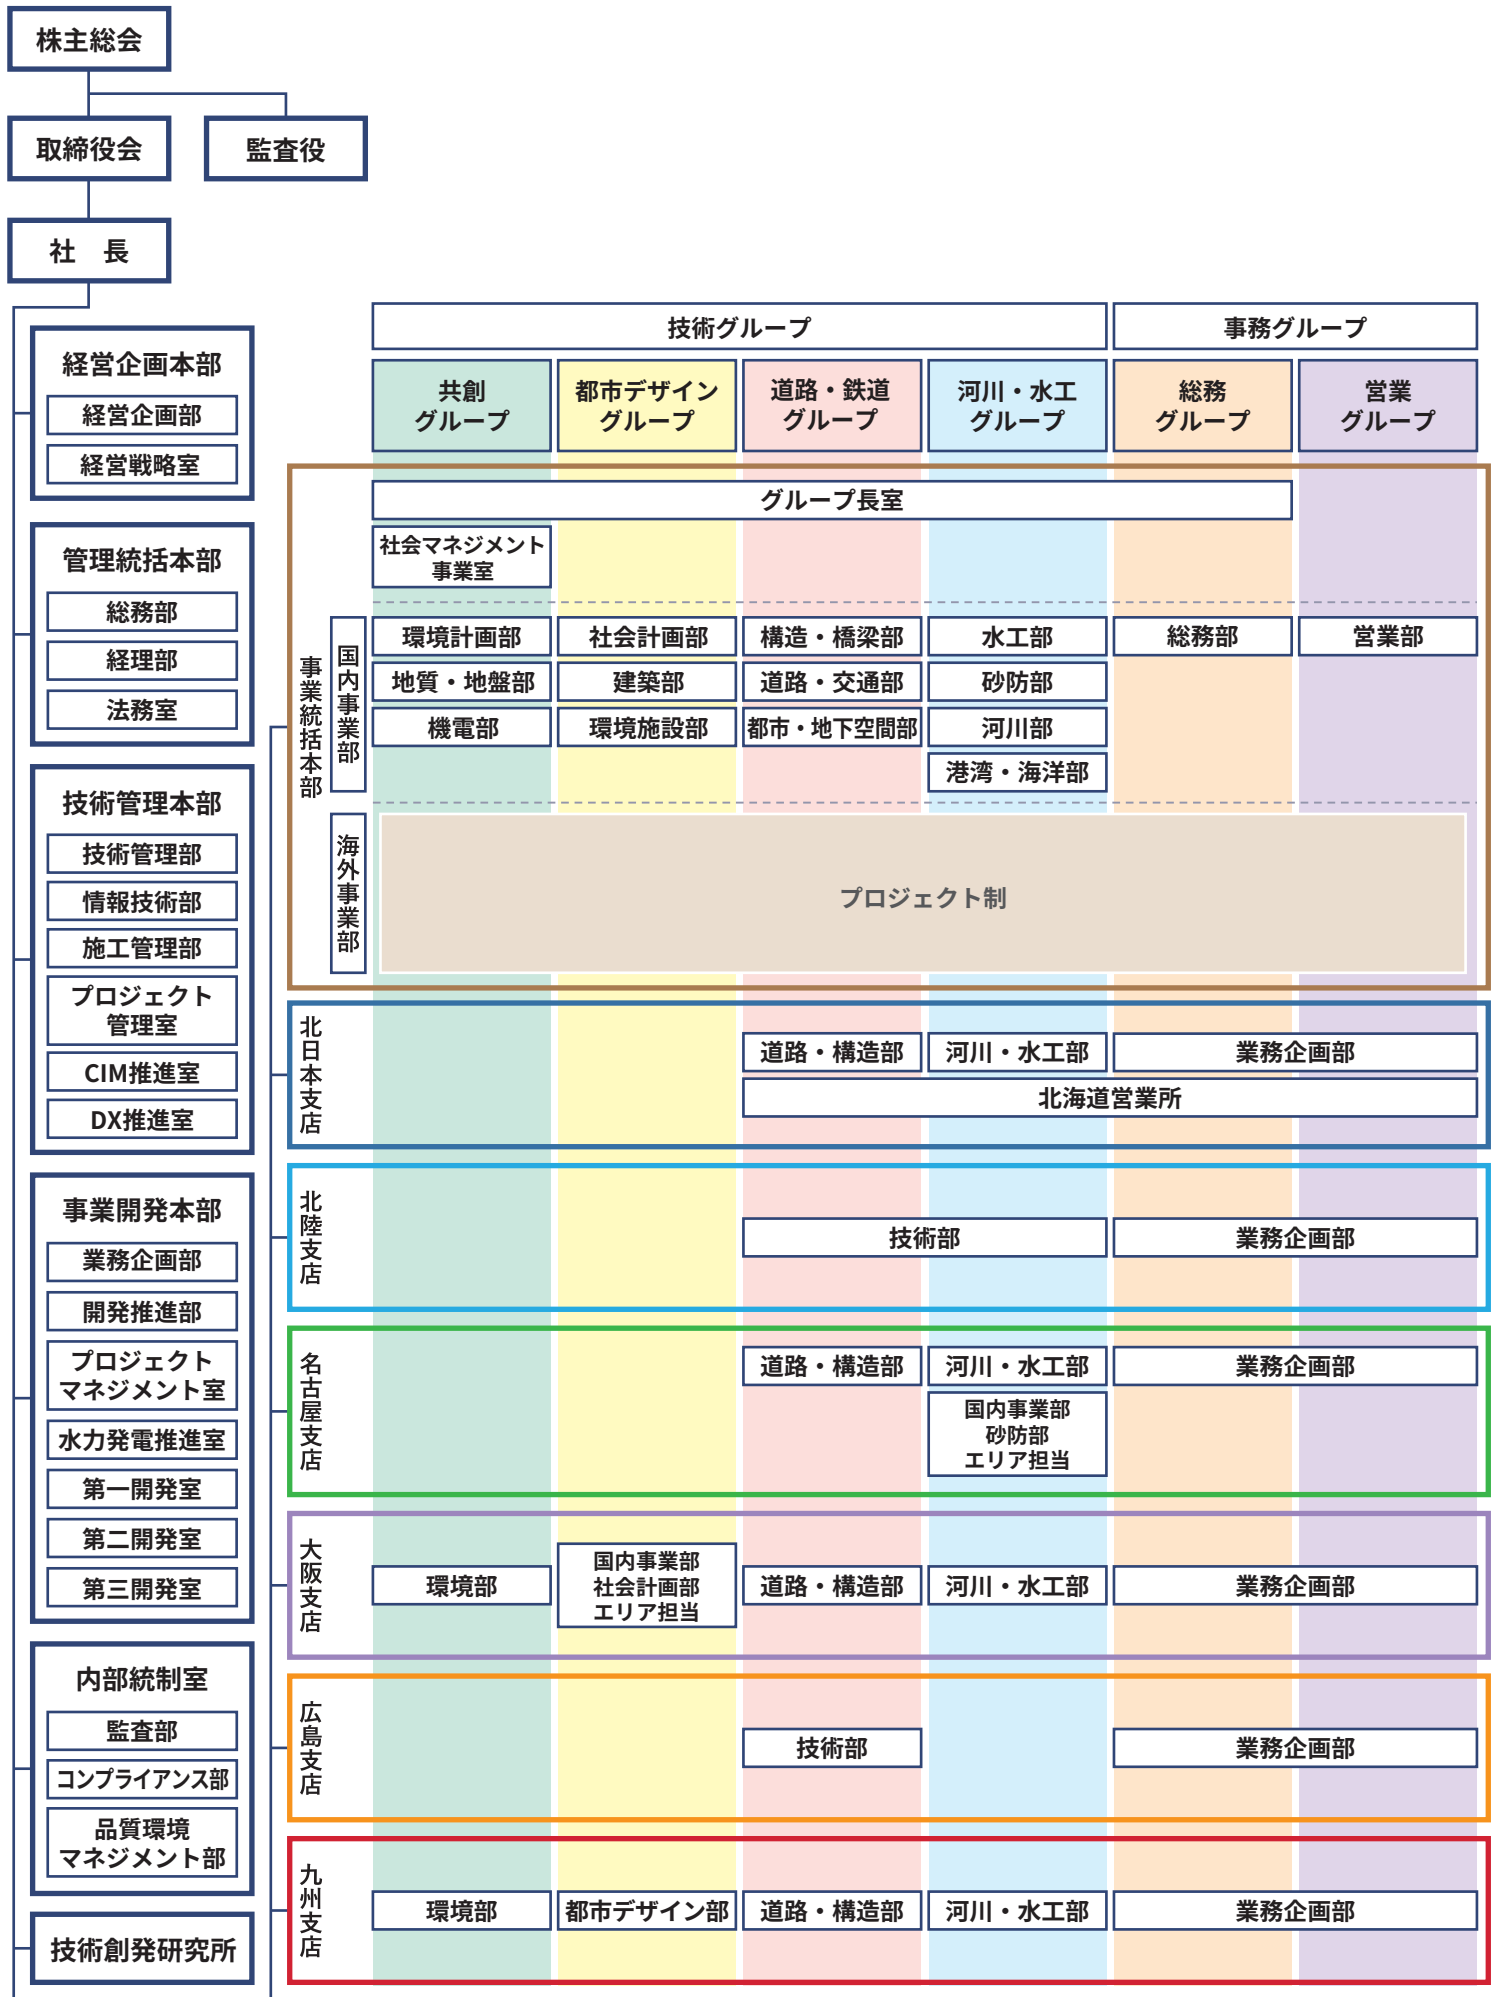 株主総会
取締役会
監査役
社　長
経営企画本部
経営企画部
経営戦略室
管理統括本部
総務部
経理部
法務室
技術管理本部
技術管理部
情報技術部
施工管理部
プロジェクト
管理室
CIM推進室
DX推進室
事業開発本部
業務企画部
開発推進部
プロジェクト
マネジメント室
水力発電推進室
第一開発室
第二開発室
第三開発室
内部統制室
監査部
コンプライアンス部
品質環境
マネジメント部
技術創発研究所
技術グループ
事務グループ
共創
グループ
都市デザイン
グループ
道路・鉄道
グループ
河川・水工
グループ
総務
グループ
営業
グループ
事業統括本部
グループ長室
社会マネジメント
事業室
国内事業部
環境計画部
社会計画部
構造・橋梁部
水工部
総務部
営業部
地質・地盤部
建築部
道路・交通部
砂防部
機電部
環境施設部
都市・地下空間部
河川部
港湾・海洋部
海外事業部
プロジェクト制
北日本支店
道路・構造部
河川・水工部
業務企画部
北海道営業所
北陸支店
技術部
業務企画部
名古屋支店
道路・構造部
河川・水工部
業務企画部
国内事業部
砂防部
エリア担当
大阪支店
環境部
国内事業部
社会計画部
エリア担当
道路・構造部
河川・水工部
業務企画部
広島支店
技術部
業務企画部
九州支店
環境部
都市デザイン部
道路・構造部
河川・水工部
業務企画部